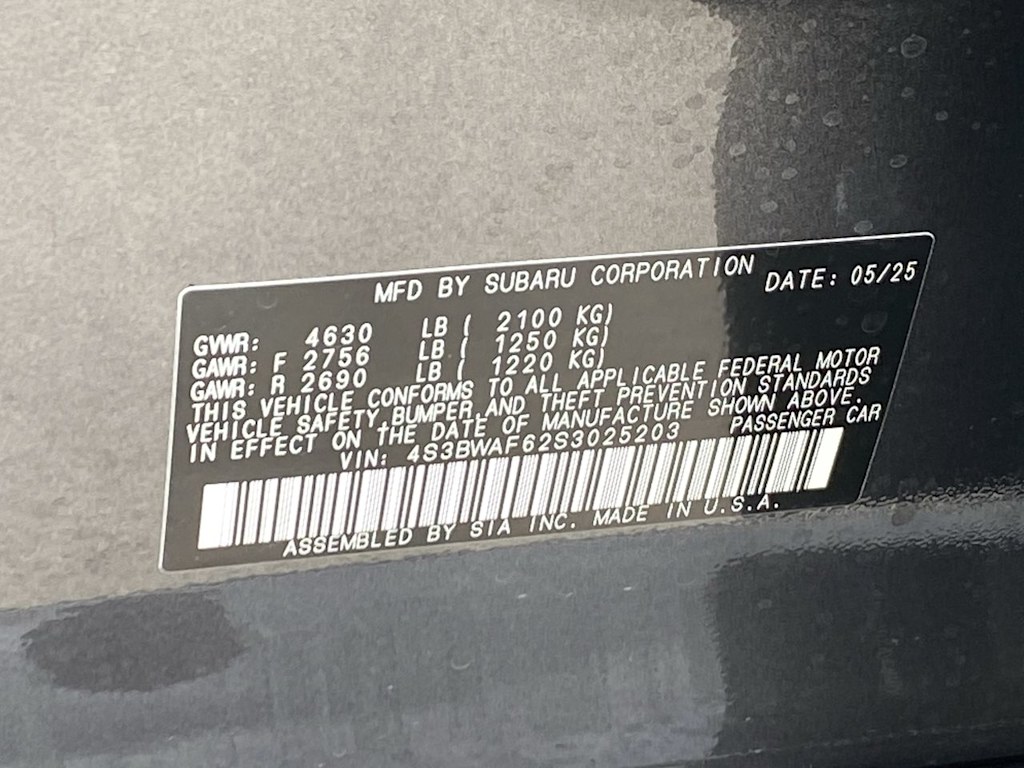 MFD BY SUBARU CORPORATION DATE: 05/25
GVWR: 4630 LB ( 2100 KG)
GAWR: F 2756 LB ( 1250 KG)
GAWR: R 2690 LB ( 1220 KG)
THIS VEHICLE CONFORMS TO ALL APPLICABLE FEDERAL MOTOR
VEHICLE SAFETY,BUMPER,AND THEFT PREVENTION STANDARDS
IN EFFECT ON THE DATE OF MANUFACTURE SHOWN ABOVE.
VIN: 4S3BWAF62S3025203 PASSENGER CAR
ASSEMBLED BY SIA INC. MADE IN U.S.A.